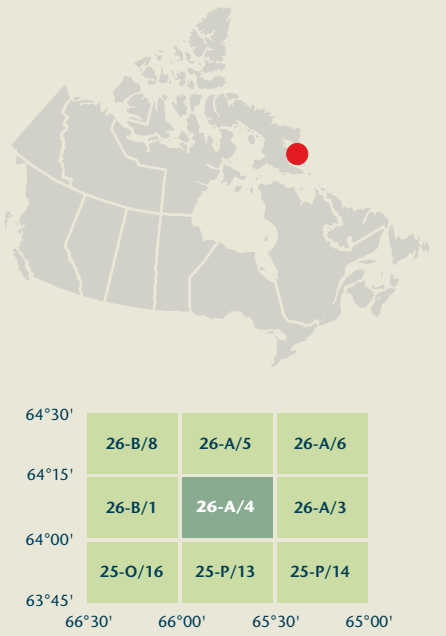 64°30'
26-B/8 26-A/5 26-A/6
64°15'
26-B/1 26-A/4 26-A/3
64°00'
25-O/16 25-P/13 25-P/14
63°45'
66°30' 66°00' 65°30' 65°00'